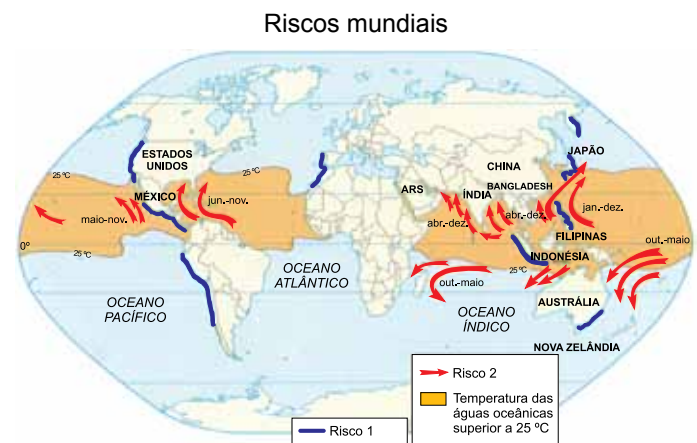 Riscos mundiais
25 ºC
25 ºC
ESTADOS
UNIDOS
MÉXICO
jun.-nov.
maio-nov.
0º
25 ºC
ARS
CHINA
JAPÃO
ÍNDIA
BANGLADESH
abr.-dez.
abr.-dez.
jan.-dez.
FILIPINAS
out.-maio
INDONÉSIA
25 ºC
OCEANO
ATLÂNTICO
OCEANO
PACÍFICO
out.-maio
OCEANO
ÍNDICO
AUSTRÁLIA
NOVA ZELÂNDIA
Risco 2
Temperatura das
águas oceânicas
superior a 25 ºC
Risco 1